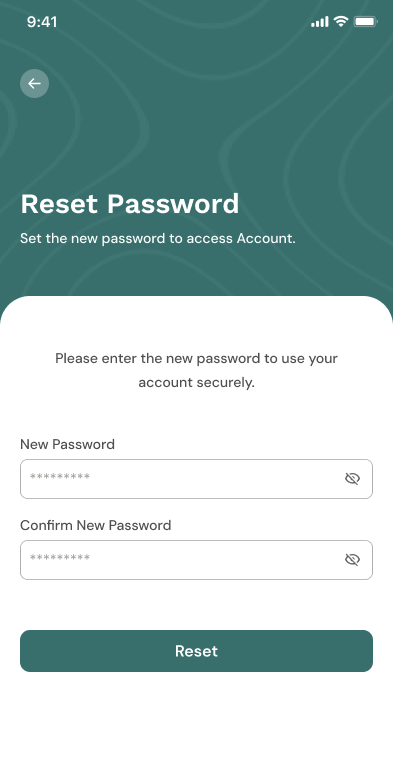 9:41
Reset Password
Set the new password to access Account.
Please enter the new password to use your
account securely.
New Password
*********
Confirm New Password
*********
Reset